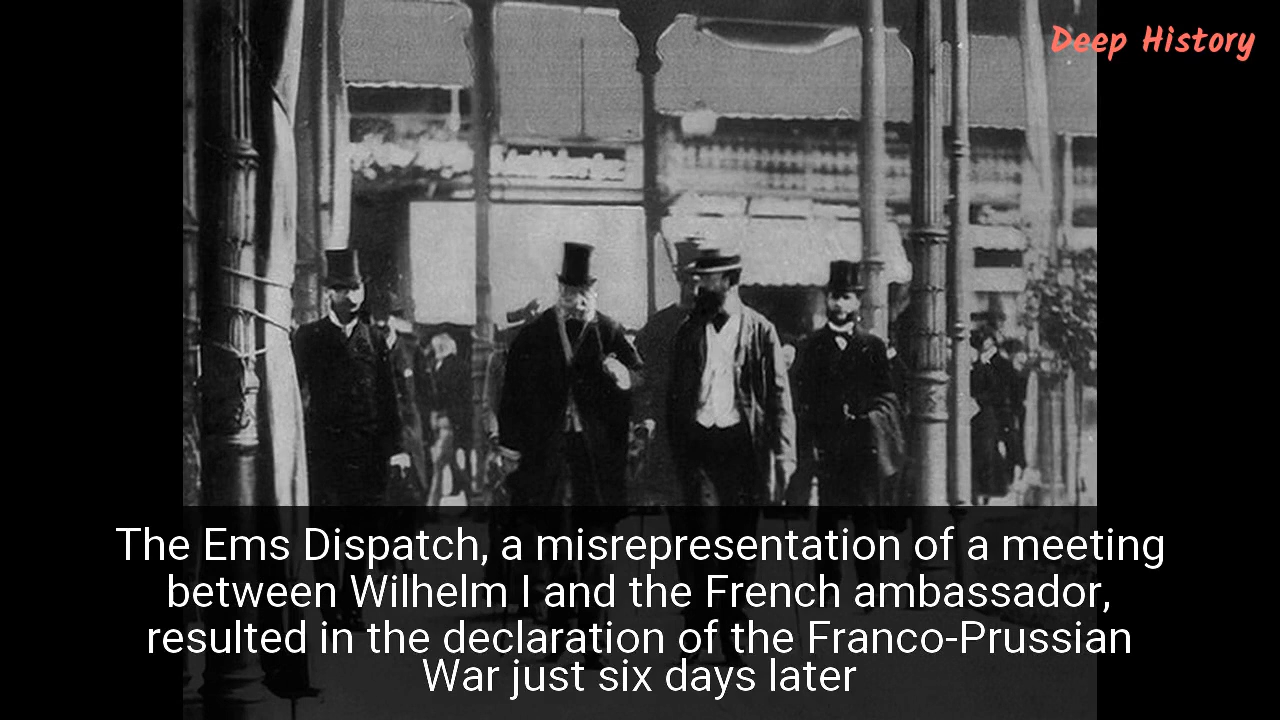 Deep History
The Ems Dispatch, a misrepresentation of a meeting
between Wilhelm I and the French ambassador,
resulted in the declaration of the Franco-Prussian
War just six days later